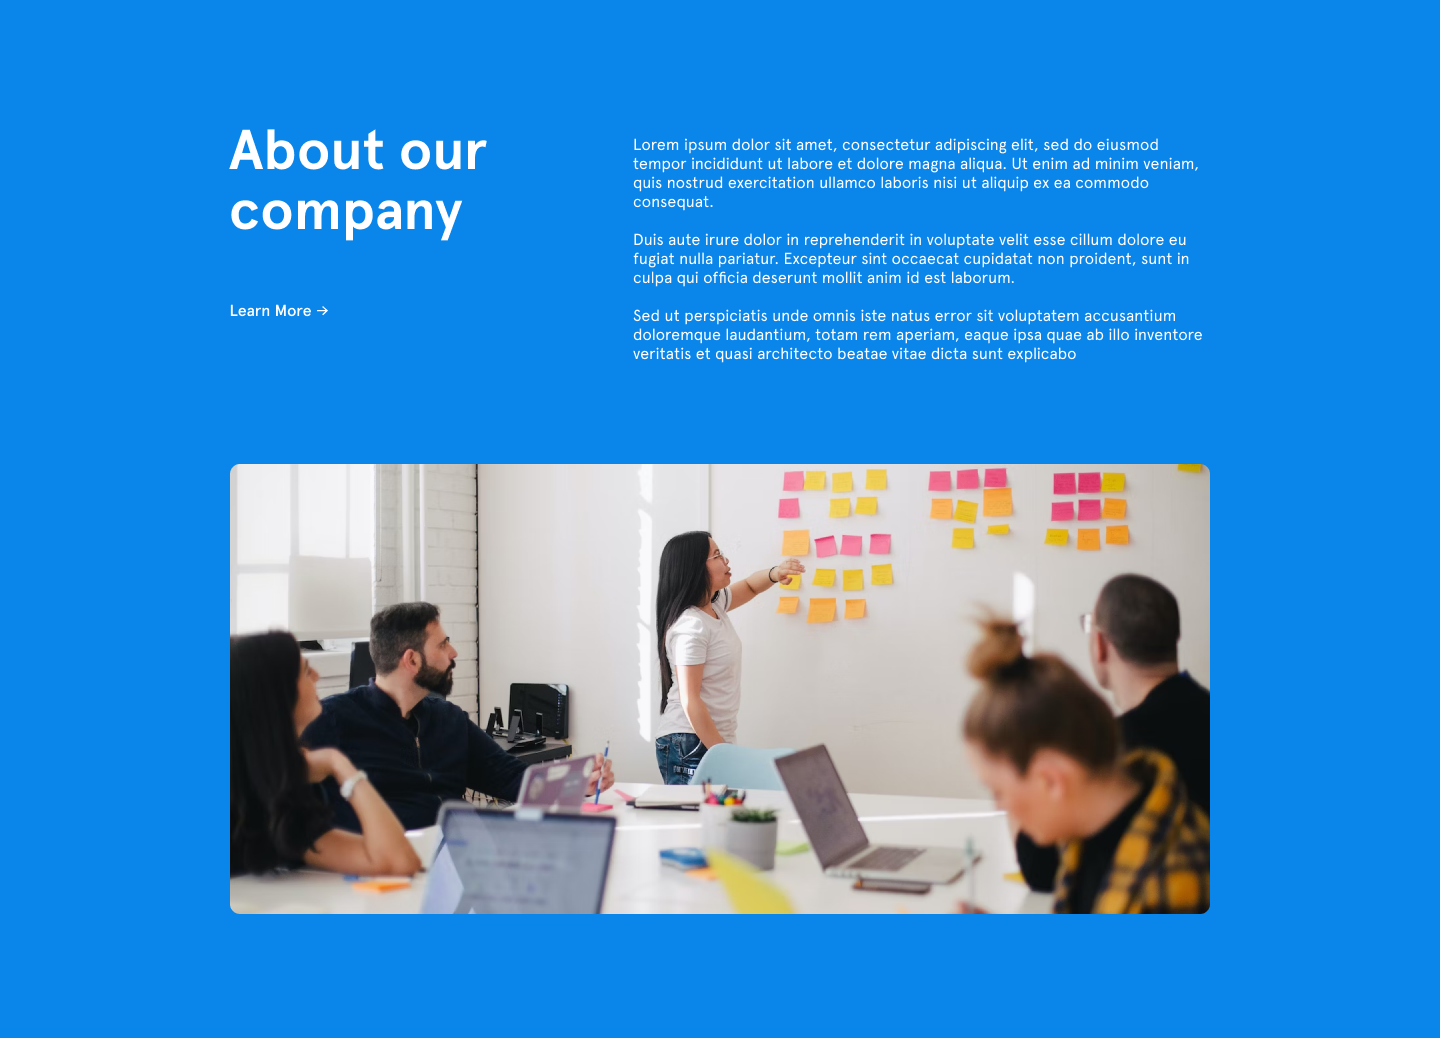 About our
company
Learn More →
Lorem ipsum dolor sit amet, consectetur adipiscing elit, sed do eiusmod
tempor incididunt ut labore et dolore magna aliqua. Ut enim ad minim veniam,
quis nostrud exercitation ullamco laboris nisi ut aliquip ex ea commodo
consequat.
Duis aute irure dolor in reprehenderit in voluptate velit esse cillum dolore eu
fugiat nulla pariatur. Excepteur sint occaecat cupidatat non proident, sunt in
culpa qui officia deserunt mollit anim id est laborum.
Sed ut perspiciatis unde omnis iste natus error sit voluptatem accusantium
doloremque laudantium, totam rem aperiam, eaque ipsa quae ab illo inventore
veritatis et quasi architecto beatae vitae dicta sunt explicabo